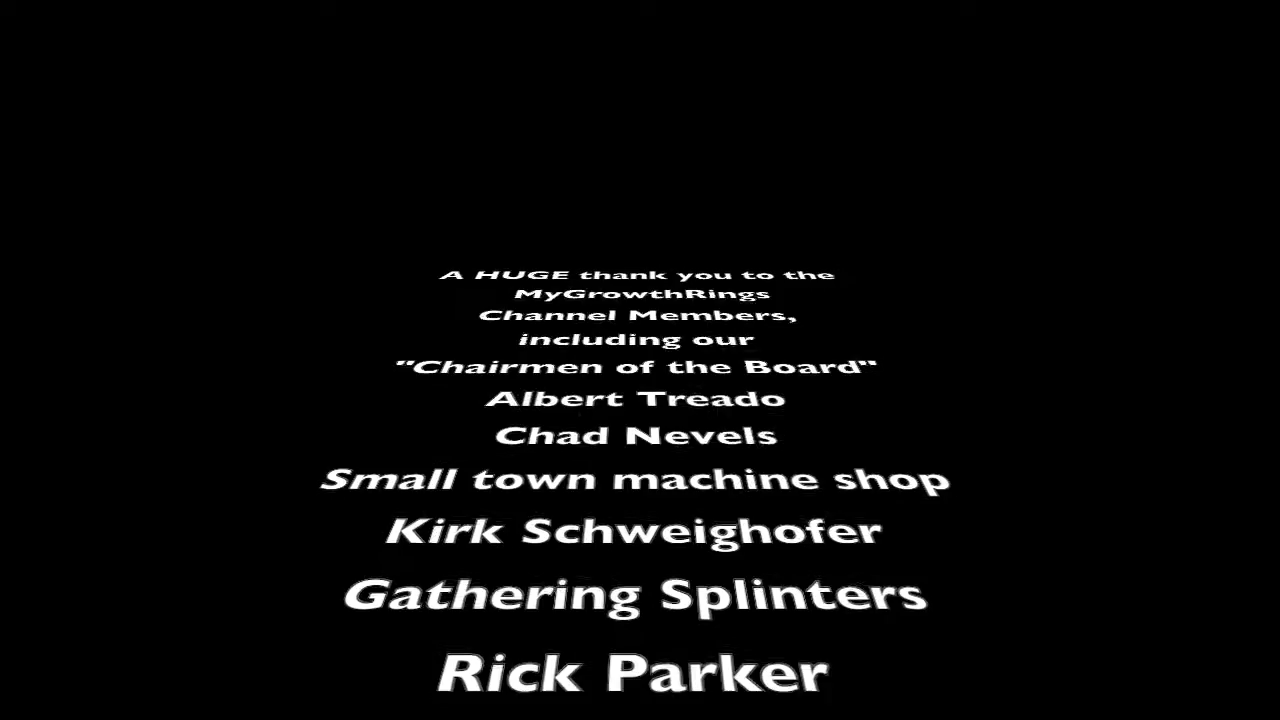 A HUGE thank you to the
MyGrowthRings
Channel Members,
including our
"Chairmen of the Board"
Albert Treado
Chad Nevels
Small town machine shop
Kirk Schweighofer
Gathering Splinters
Rick Parker